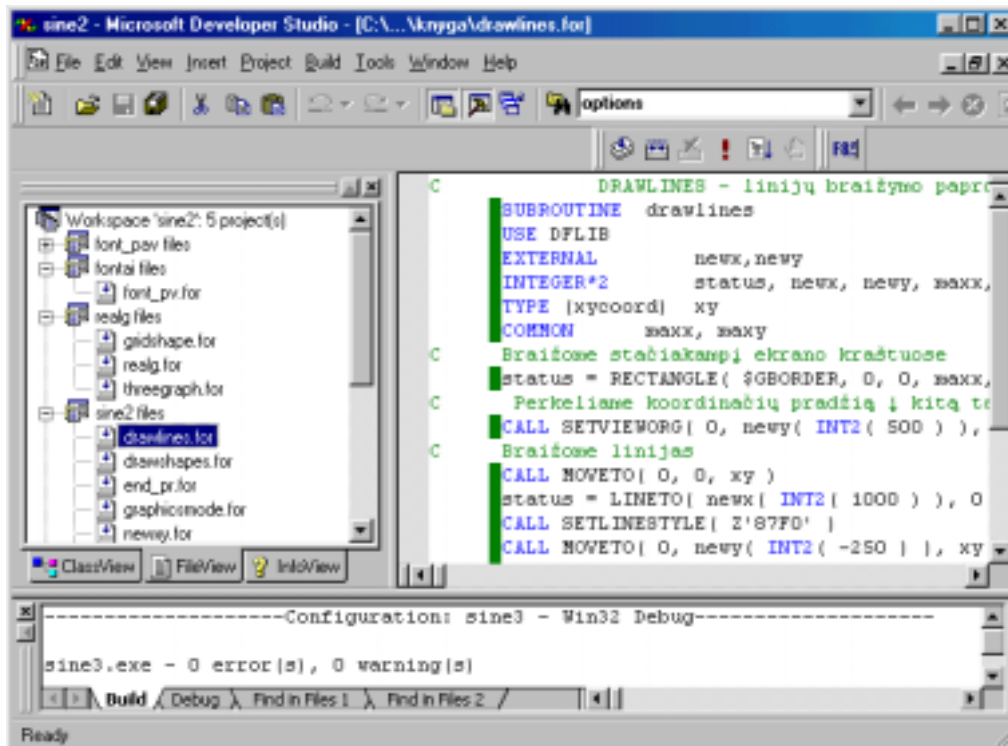 sine2 - Microsoft Developer Studio - [C:\...\knyga\drawlines.for]
File Edit View Insert Project Build Tools Window Help
options
Workspace 'sine2': 5 project(s)
font_pav files
fontai files
font_pv.for
realg files
gridshape.for
realg.for
threegraph.for
sine2 files
drawlines.for
drawshapes.for
end_pr.for
graphicsmode.for
newxy.for
ClassView FileView InfoView
C DRAWLINES - linijų braižymo papro
SUBROUTINE drawlines
USE DFLIB
EXTERNAL newx,newy
INTEGER*2 status, newx, newy, maxx,
TYPE (xycoord) xy
COMMON maxx, maxy
C Braižome stačiakampį ekrano kraštuose
status = RECTANGLE( $GBORDER, 0, 0, maxx,
C Perkeliame koordinačių pradžią į kitą ta
CALL SETVIEWORG( 0, newy( INT2( 500 ) ),
C Braižome linijas
CALL MOVETO( 0, 0, xy )
status = LINETO( newx( INT2( 1000 ) ), 0
CALL SETLINESTYLE( Z'87F0' )
CALL MOVETO( 0, newy( INT2( -250 ) ), xy
--------------------Configuration: sine3 - Win32 Debug--------------------
sine3.exe - 0 error(s), 0 warning(s)
Build Debug Find in Files 1 Find in Files 2
Ready